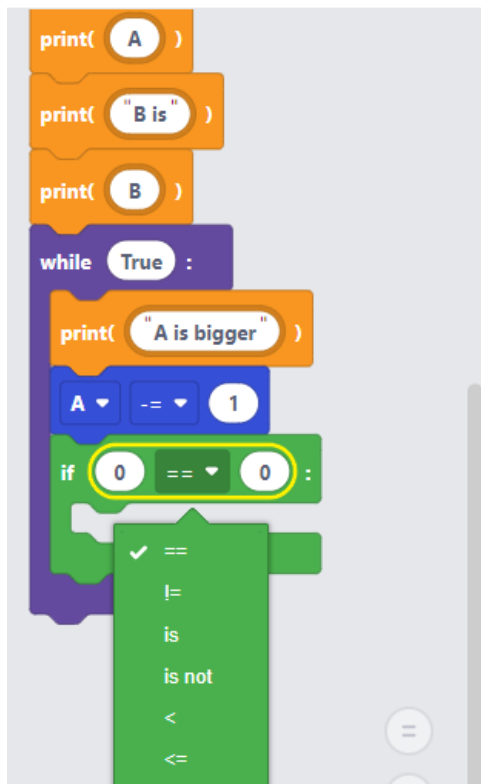 print( A )
print( "B is" )
print( B )
while True :
print( "A is bigger" )
A -= 1
if 0 == 0 :
==
!=
is
is not
<
<=
=